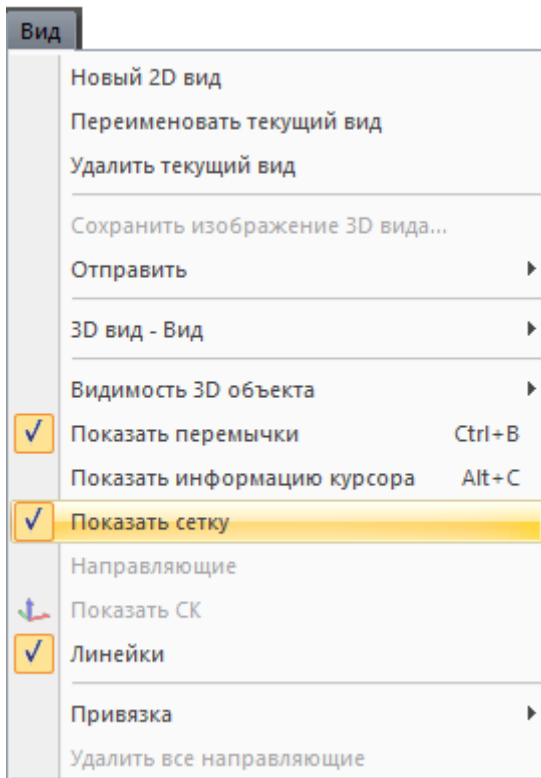 Вид
Новый 2D вид
Переименовать текущий вид
Удалить текущий вид
Сохранить изображение 3D вида...
Отправить
3D вид - Вид
Видимость 3D объекта
Показать перемычки Ctrl+B
Показать информацию курсора Alt+C
Показать сетку
Направляющие
Показать СК
Линейки
Привязка
Удалить все направляющие